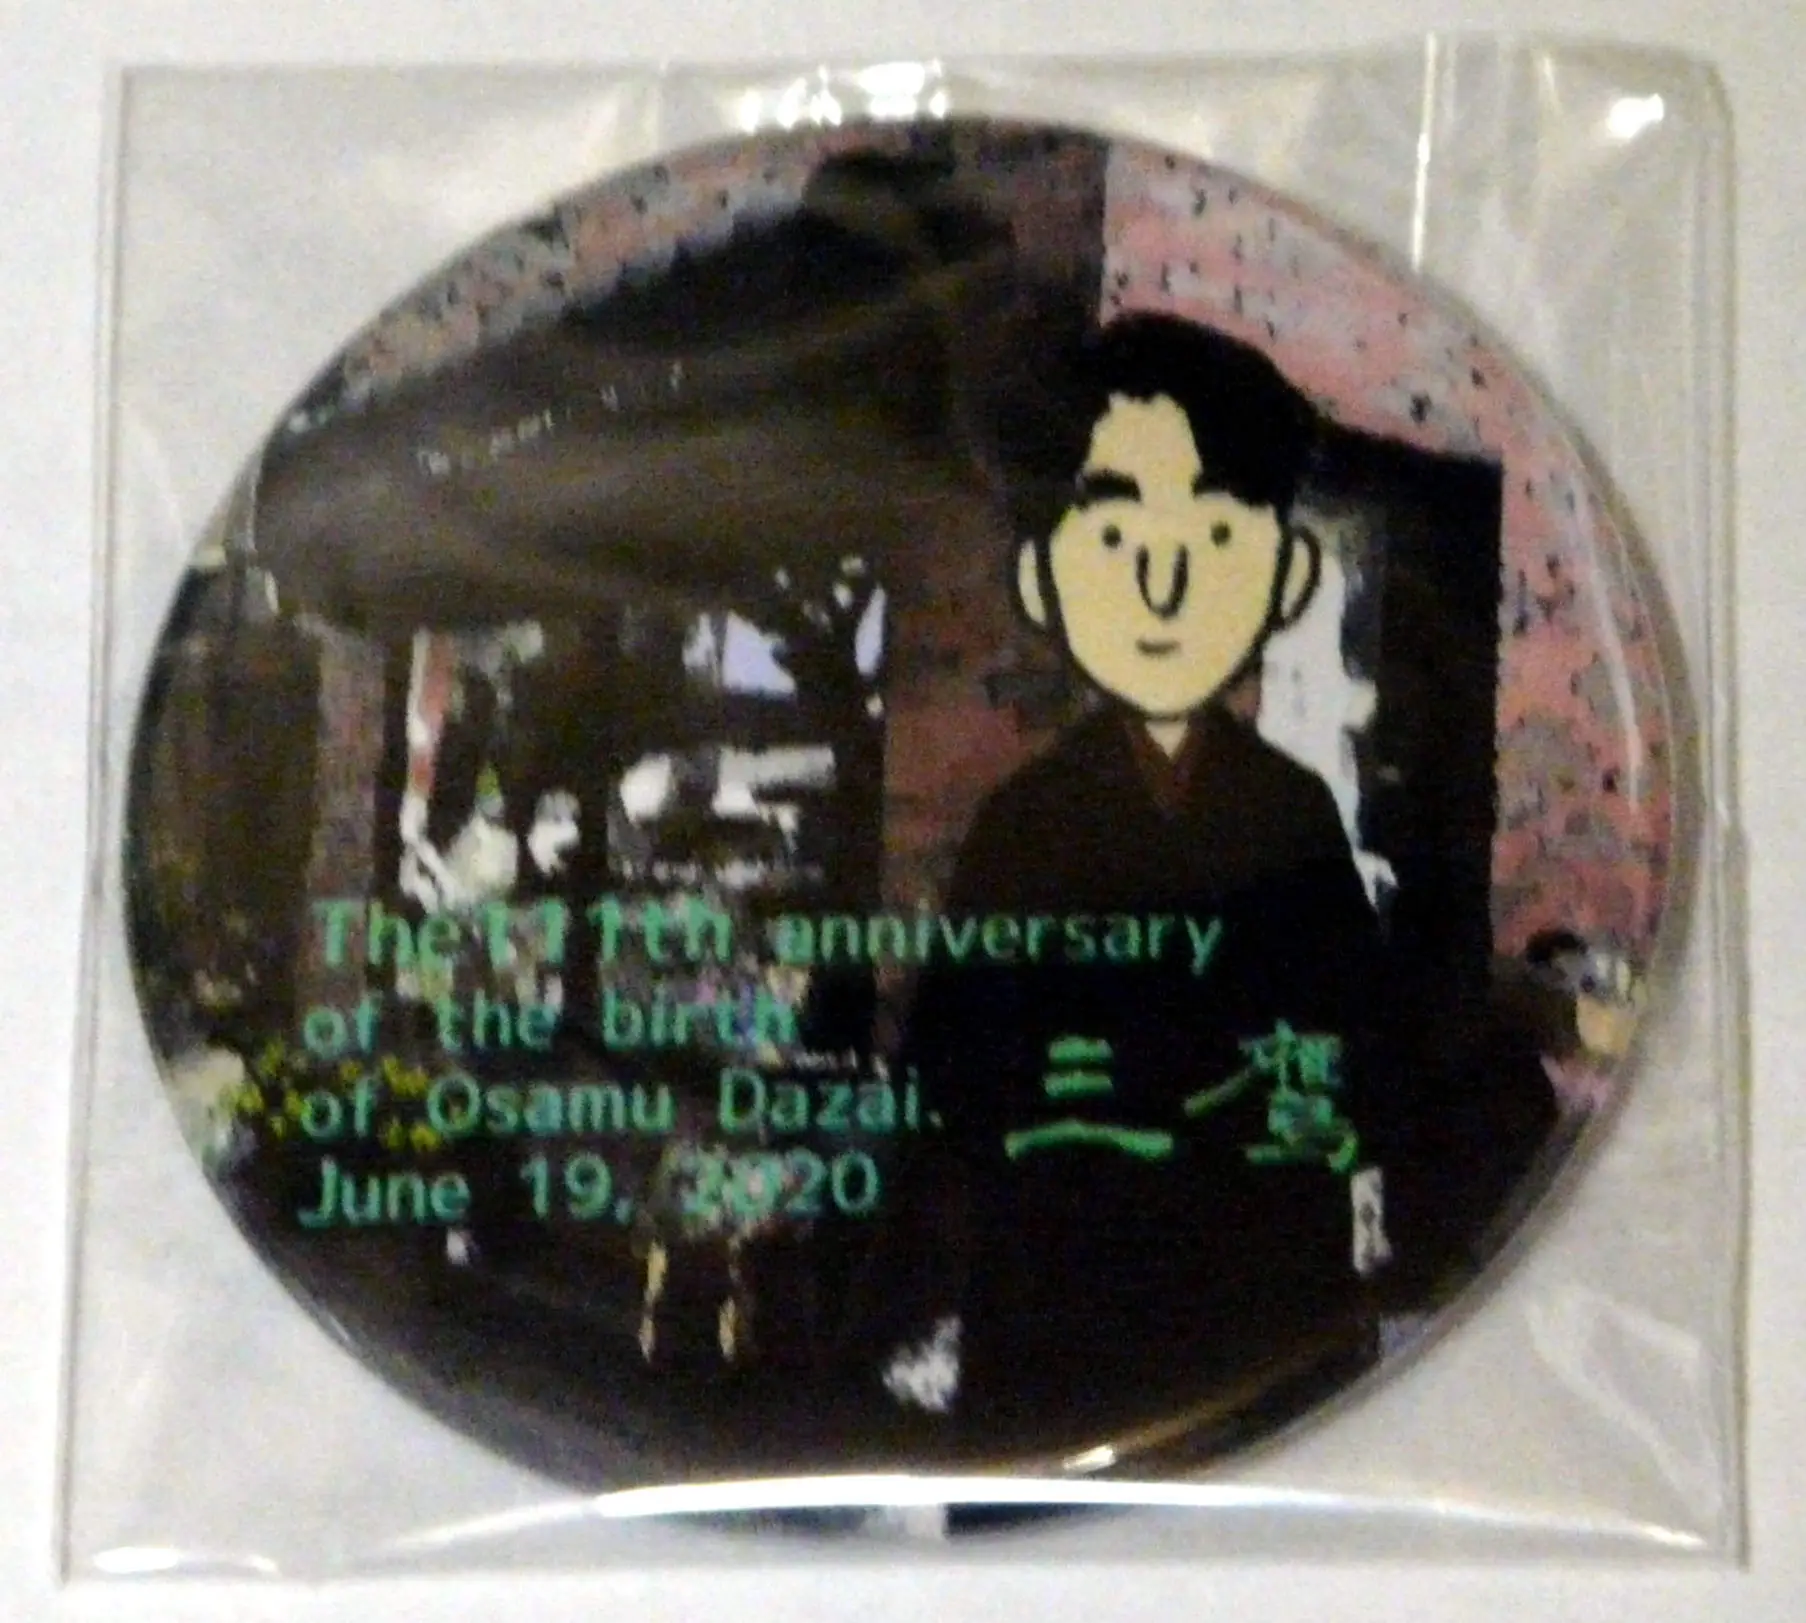 The 111th anniversary
of the birth
of Osamu Dazai.
June 19, 2020
三鷹